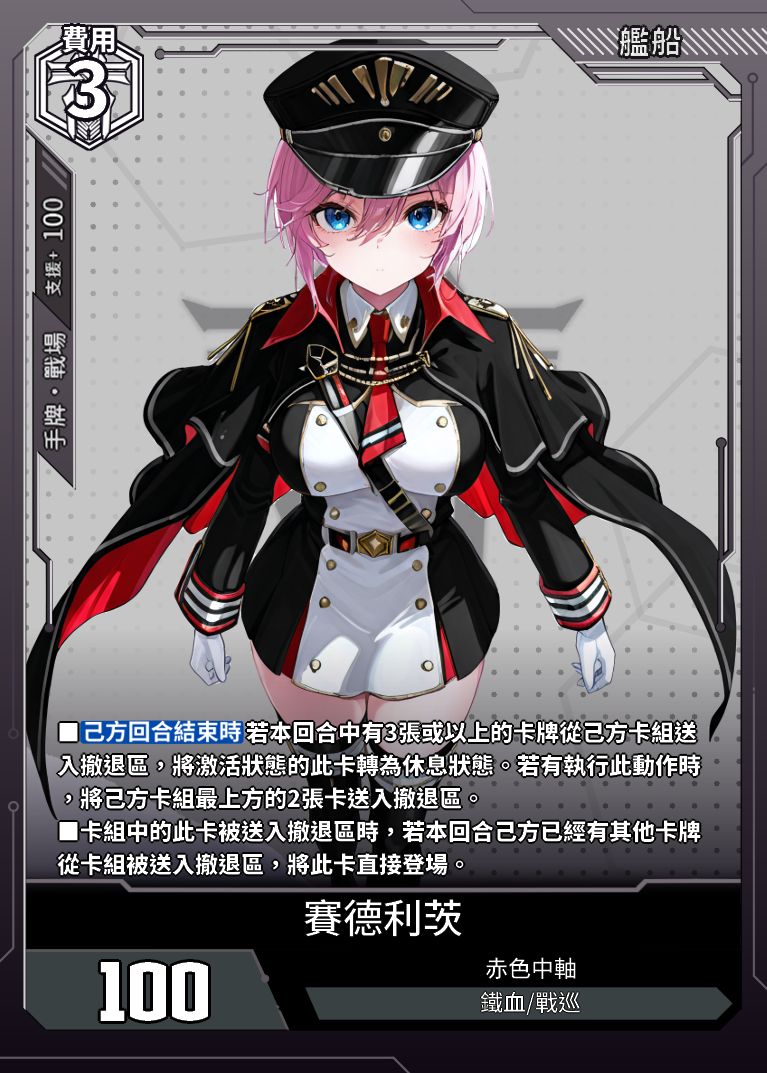 費用
3
艦船
支援+ 100
手牌・戰場
■己方回合結束時 若本回合中有3張或以上的卡牌從己方卡組送
入撤退區，將激活狀態的此卡轉為休息狀態。若有執行此動作時
，將己方卡組最上方的2張卡送入撤退區。
■卡組中的此卡被送入撤退區時，若本回合己方已經有其他卡牌
從卡組被送入撤退區，將此卡直接登場。
賽德利茨
100
赤色中軸
鐵血/戰巡